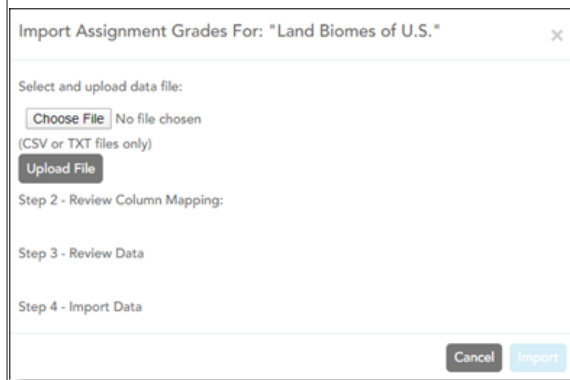 Import Assignment Grades For: "Land Biomes of U.S."
×
Select and upload data file:
Choose File No file chosen
(CSV or TXT files only)
Upload File
Step 2 - Review Column Mapping:
Step 3 - Review Data
Step 4 - Import Data
Cancel Import